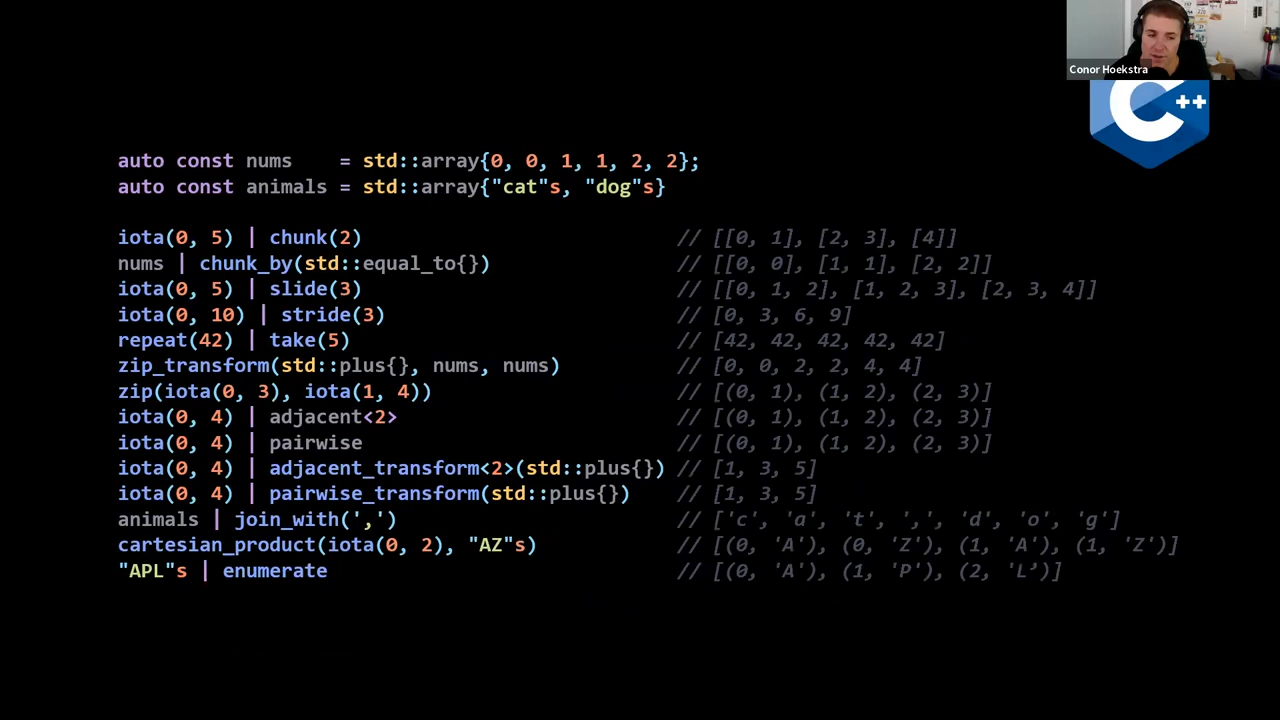 Conor Hoekstra
C++
auto const nums    = std::array{0, 0, 1, 1, 2, 2};
auto const animals = std::array{"cat"s, "dog"s}
iota(0, 5) | chunk(2) // [[0, 1], [2, 3], [4]]
nums | chunk_by(std::equal_to{}) // [[0, 0], [1, 1], [2, 2]]
iota(0, 5) | slide(3) // [[0, 1, 2], [1, 2, 3], [2, 3, 4]]
iota(0, 10) | stride(3) // [0, 3, 6, 9]
repeat(42) | take(5) // [42, 42, 42, 42, 42]
zip_transform(std::plus{}, nums, nums) // [0, 0, 2, 2, 4, 4]
zip(iota(0, 3), iota(1, 4)) // [(0, 1), (1, 2), (2, 3)]
iota(0, 4) | adjacent<2> // [(0, 1), (1, 2), (2, 3)]
iota(0, 4) | pairwise // [(0, 1), (1, 2), (2, 3)]
iota(0, 4) | adjacent_transform<2>(std::plus{}) // [1, 3, 5]
iota(0, 4) | pairwise_transform(std::plus{}) // [1, 3, 5]
animals | join_with(',') // ['c', 'a', 't', ',', 'd', 'o', 'g']
cartesian_product(iota(0, 2), "AZ"s) // [(0, 'A'), (0, 'Z'), (1, 'A'), (1, 'Z')]
"APL"s | enumerate // [(0, 'A'), (1, 'P'), (2, 'L’)]